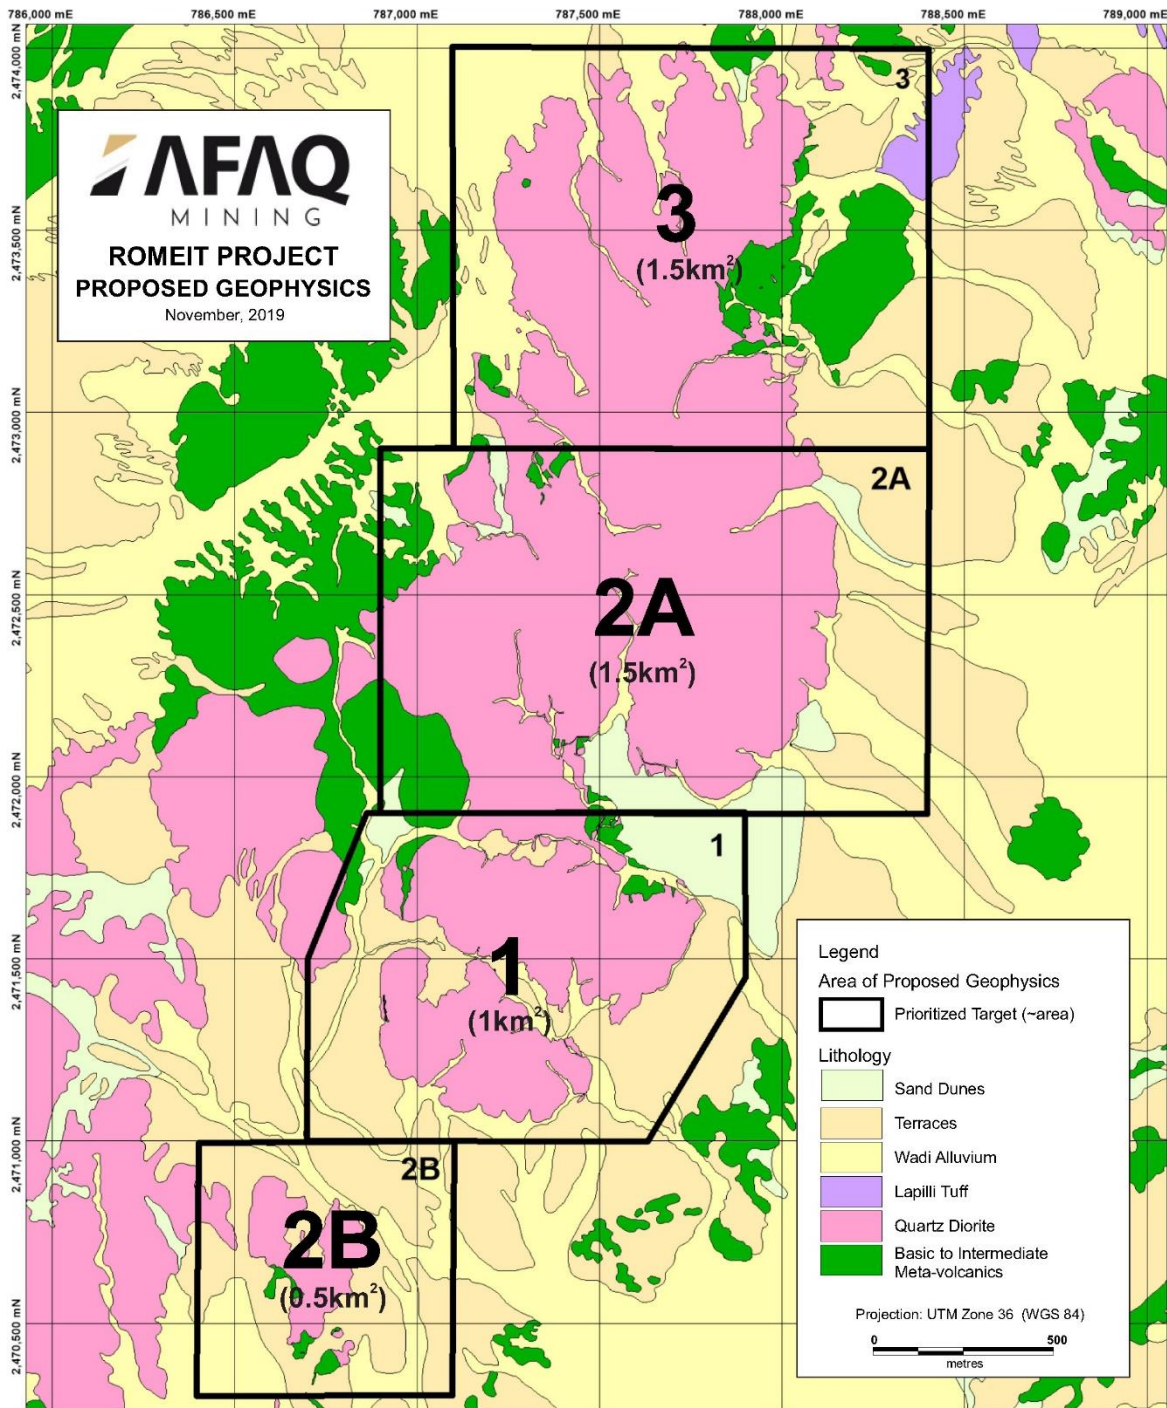 786,000 mE 786,500 mE 787,000 mE 787,500 mE 788,000 mE 788,500 mE 789,000 mE
2,474,000 mN
2,473,500 mN
2,473,000 mN
2,472,500 mN
2,472,000 mN
2,471,500 mN
2,471,000 mN
2,470,500 mN
AFAQ
MINING
ROMEIT PROJECT
PROPOSED GEOPHYSICS
November, 2019
3
3
(1.5km²)
2A
2A
(1.5km²)
1
1
(1km²)
2B
2B
(0.5km²)
Legend
Area of Proposed Geophysics
Prioritized Target (~area)
Lithology
Sand Dunes
Terraces
Wadi Alluvium
Lapilli Tuff
Quartz Diorite
Basic to Intermediate
Meta-volcanics
Projection: UTM Zone 36 (WGS 84)
0 500
metres